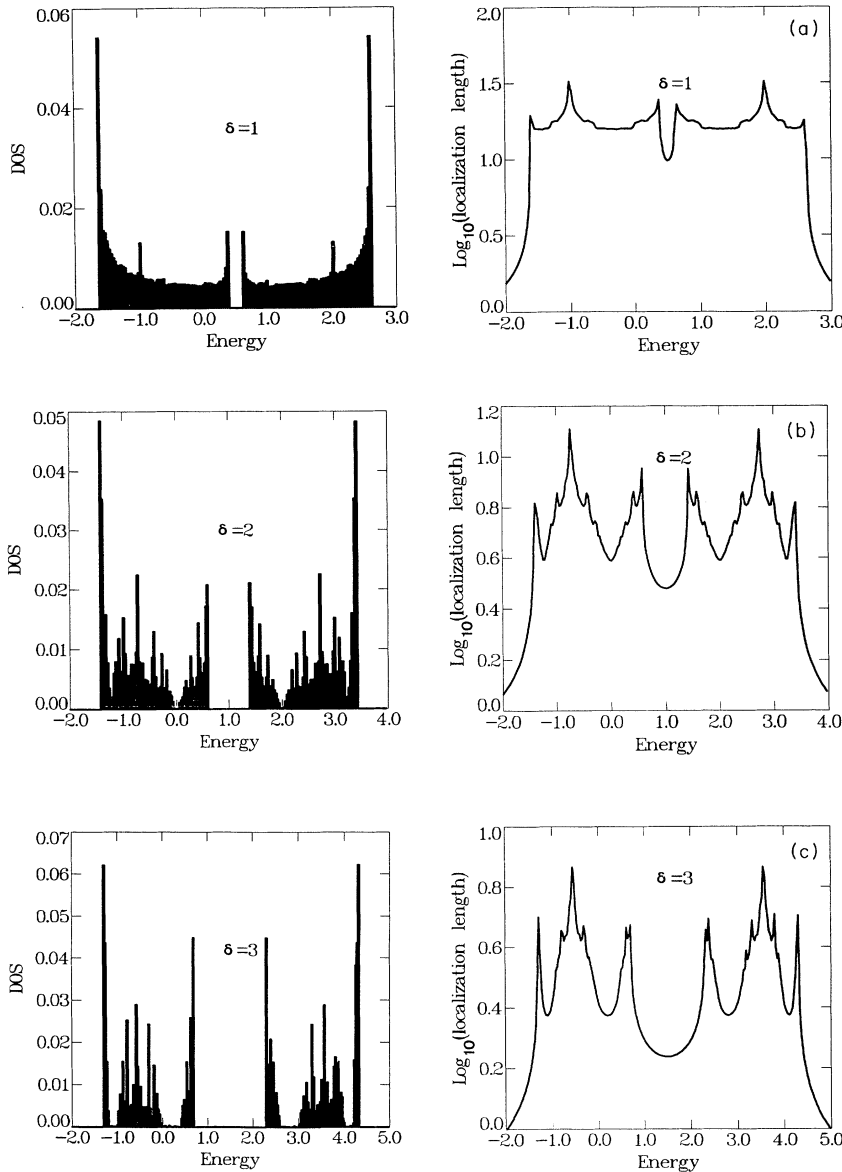 0.06
0.04
0.02
0.00
DOS
δ=1
-2.0 -1.0 0.0 1.0 2.0 3.0
Energy
2.0
1.5
1.0
0.5
0.0
Log10(localization length)
(a)
δ=1
-2.0 -1.0 0.0 1.0 2.0 3.0
Energy
0.05
0.04
0.03
0.02
0.01
0.00
DOS
δ=2
-2.0 -1.0 0.0 1.0 2.0 3.0 4.0
Energy
1.2
1.0
0.8
0.6
0.4
0.2
0.0
Log10(localization length)
(b)
δ=2
-2.0 -1.0 0.0 1.0 2.0 3.0 4.0
Energy
0.07
0.06
0.05
0.04
0.03
0.02
0.01
0.00
DOS
δ=3
-2.0 -1.0 0.0 1.0 2.0 3.0 4.0 5.0
Energy
1.0
0.8
0.6
0.4
0.2
0.0
Log10(localization length)
(c)
δ=3
-2.0 -1.0 0.0 1.0 2.0 3.0 4.0 5.0
Energy